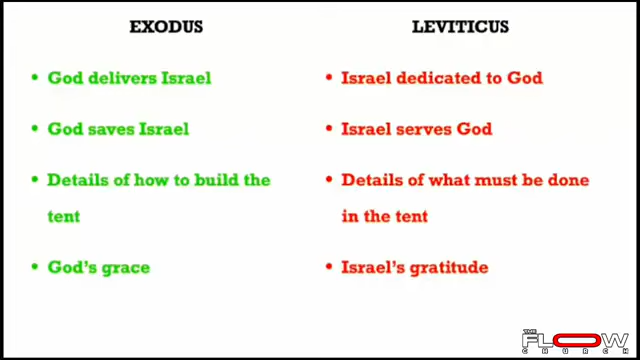 EXODUS
• God delivers Israel
• God saves Israel
• Details of how to build the
tent
• God's grace
LEVITICUS
• Israel dedicated to God
• Israel serves God
• Details of what must be done
in the tent
• Israel's gratitude
THE
FLOW
CHURCH